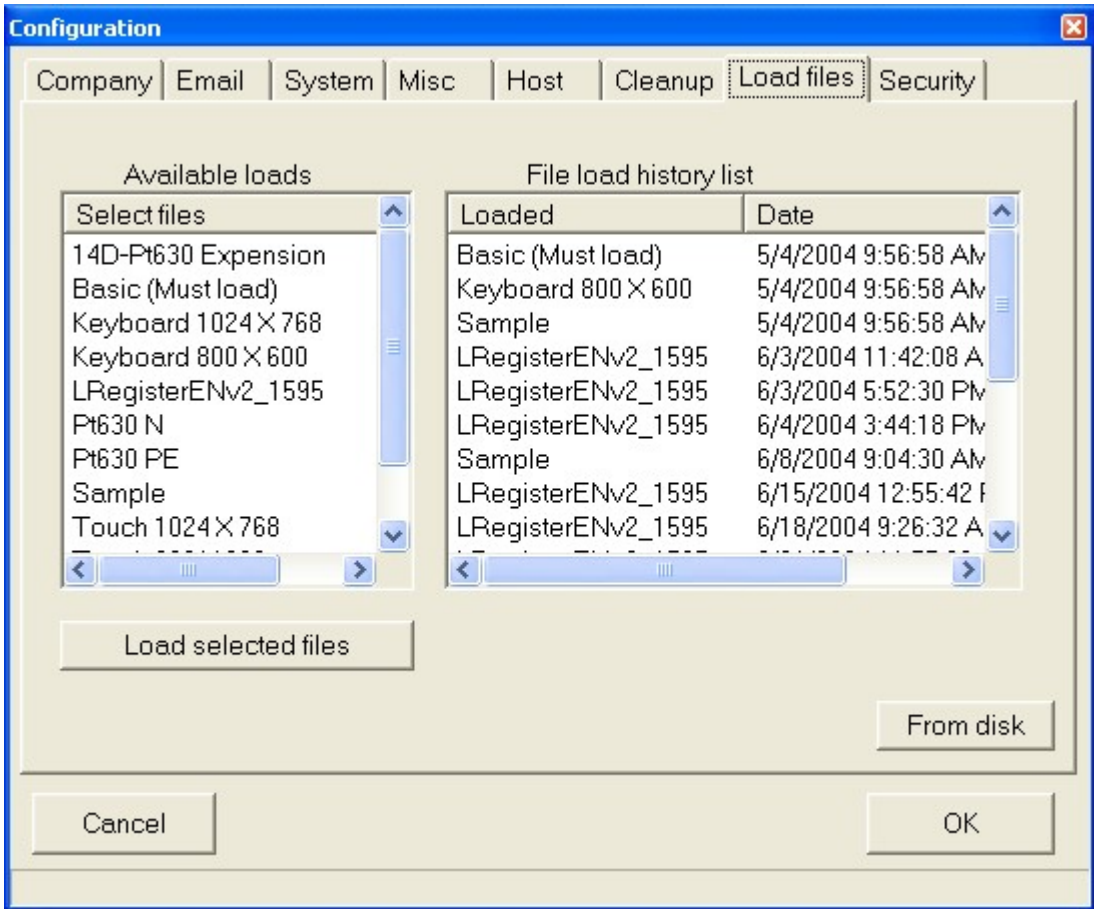 Configuration
Company Email System Misc Host Cleanup Load files Security
Available loads
Select files
14D-Pt630 Expension
Basic (Must load)
Keyboard 1024 X 768
Keyboard 800 X 600
LRegisterENv2_1595
Pt630 N
Pt630 PE
Sample
Touch 1024 X 768
File load history list
Loaded Date
Basic (Must load) 5/4/2004 9:56:58 AM
Keyboard 800 X 600 5/4/2004 9:56:58 AM
Sample 5/4/2004 9:56:58 AM
LRegisterENv2_1595 6/3/2004 11:42:08 A
LRegisterENv2_1595 6/3/2004 5:52:30 PM
LRegisterENv2_1595 6/4/2004 3:44:18 PM
Sample 6/8/2004 9:04:30 AM
LRegisterENv2_1595 6/15/2004 12:55:42
LRegisterENv2_1595 6/18/2004 9:26:32 A
Load selected files
From disk
Cancel OK